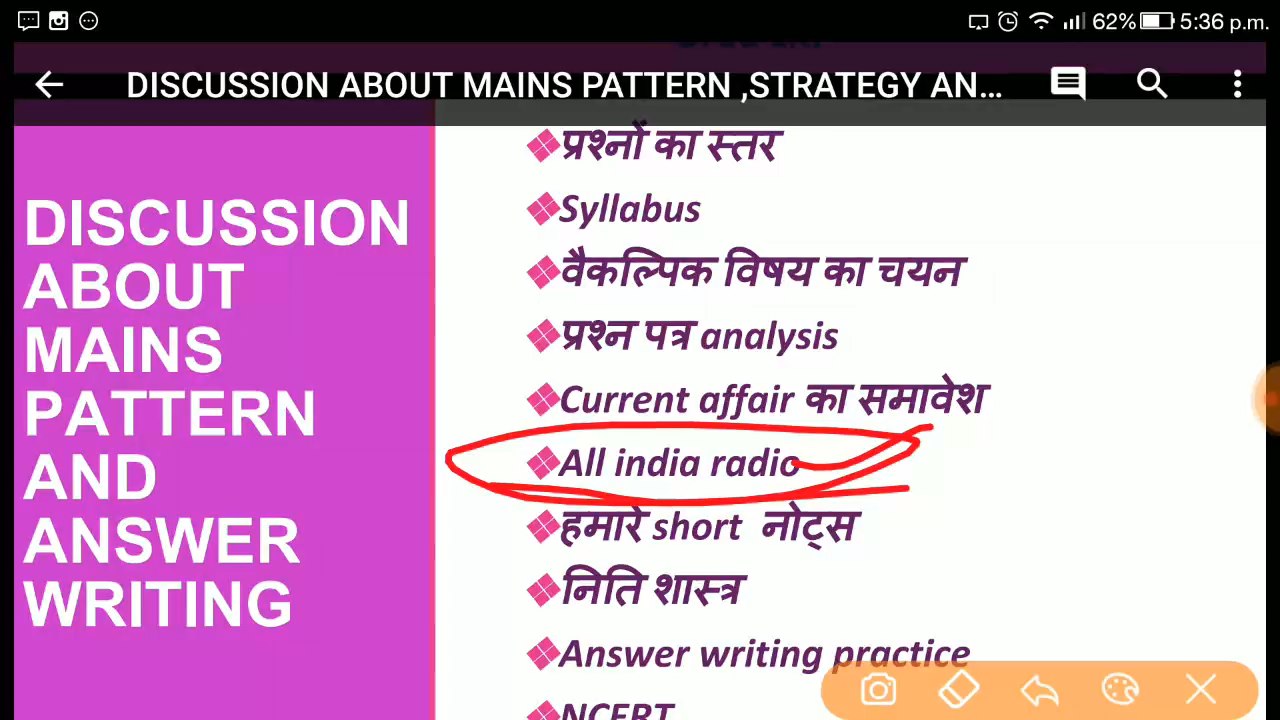 62% 5:36 p.m.
DISCUSSION ABOUT MAINS PATTERN ,STRATEGY AN...
DISCUSSION
ABOUT
MAINS
PATTERN
AND
ANSWER
WRITING
प्रश्नों का स्तर
Syllabus
वैकल्पिक विषय का चयन
प्रश्न पत्र analysis
Current affair का समावेश
All india radio
हमारे short नोट्स
निति शास्त्र
Answer writing practice
NCERT